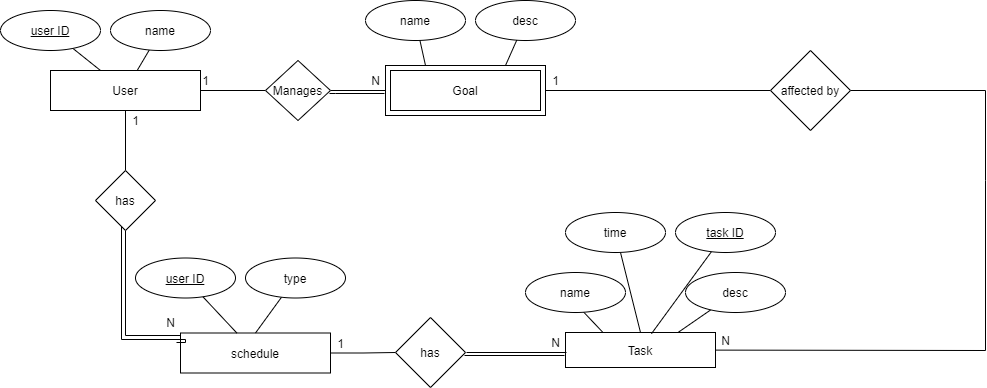 user ID
name
name
desc
User
1
Manages
N
Goal
1
affected by
1
has
time
task ID
user ID
type
name
desc
N
schedule
1
has
N
Task
N